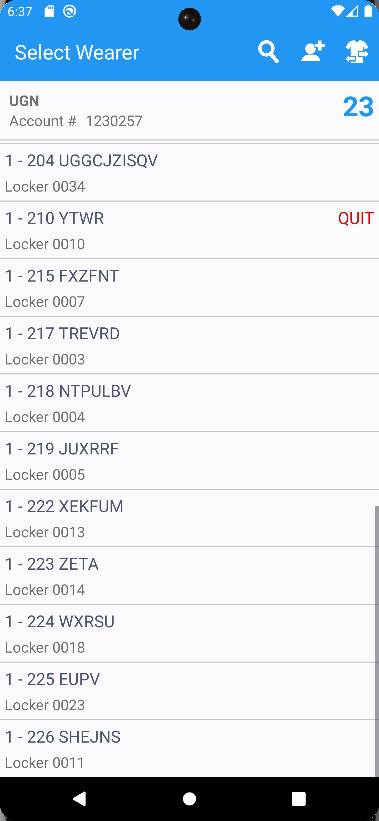 6:37
Select Wearer
UGN
23
Account # 1230257
1 - 204 UGGCJZISQV
Locker 0034
1 - 210 YTWR
QUIT
Locker 0010
1 - 215 FXZFNT
Locker 0007
1 - 217 TREVRD
Locker 0003
1 - 218 NTPULBV
Locker 0004
1 - 219 JUXRRF
Locker 0005
1 - 222 XEKFUM
Locker 0013
1 - 223 ZETA
Locker 0014
1 - 224 WXRSU
Locker 0018
1 - 225 EUPV
Locker 0023
1 - 226 SHEJNS
Locker 0011